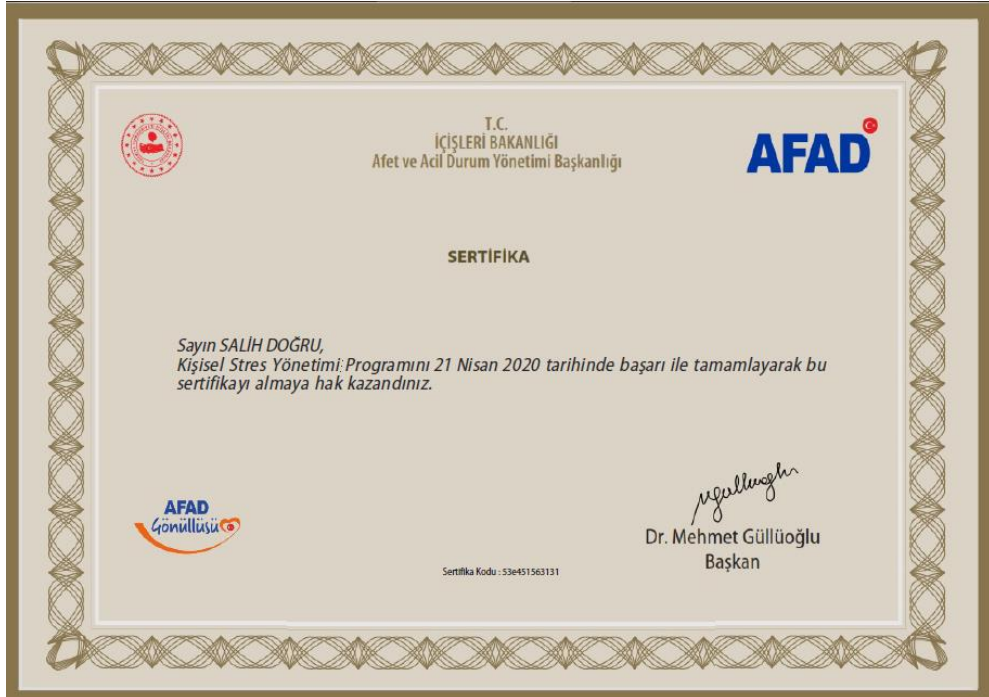 T.C.
İÇİŞLERİ BAKANLIĞI
Afet ve Acil Durum Yönetimi Başkanlığı
AFAD
SERTİFİKA
Sayın SALİH DOĞRU,
Kişisel Stres Yönetimi Programını 21 Nisan 2020 tarihinde başarı ile tamamlayarak bu
sertifikayı almaya hak kazandınız.
AFAD
Gönüllüsü
Dr. Mehmet Güllüoğlu
Başkan
Sertifika Kodu : 53e451563131